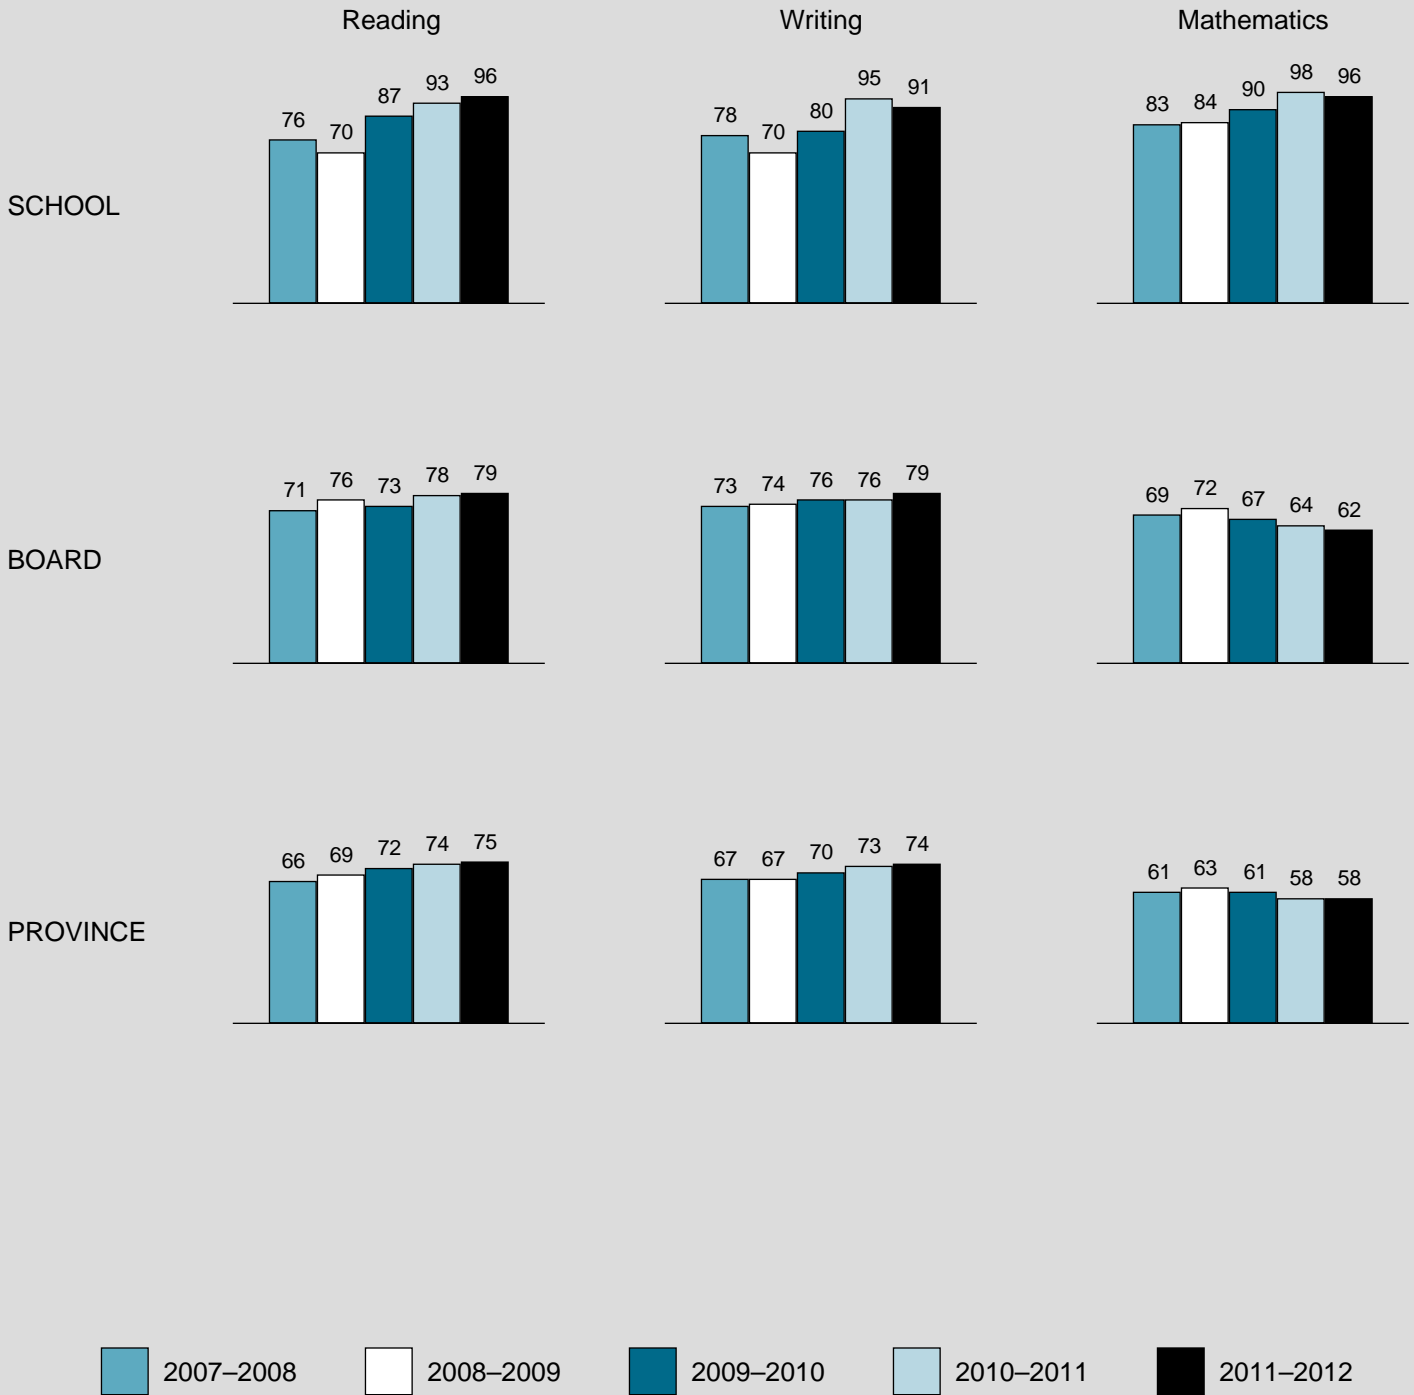 Reading Writing Mathematics
SCHOOL
76 70 87 93 96
78 70 80 95 91
83 84 90 98 96
BOARD
71 76 73 78 79
73 74 76 76 79
69 72 67 64 62
PROVINCE
66 69 72 74 75
67 67 70 73 74
61 63 61 58 58
2007–2008 2008–2009 2009–2010 2010–2011 2011–2012